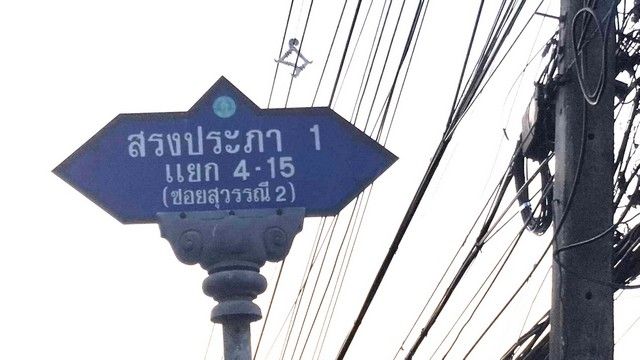 สรงประภา 1
แยก 4-15
(ซอยสุวรรณี 2)